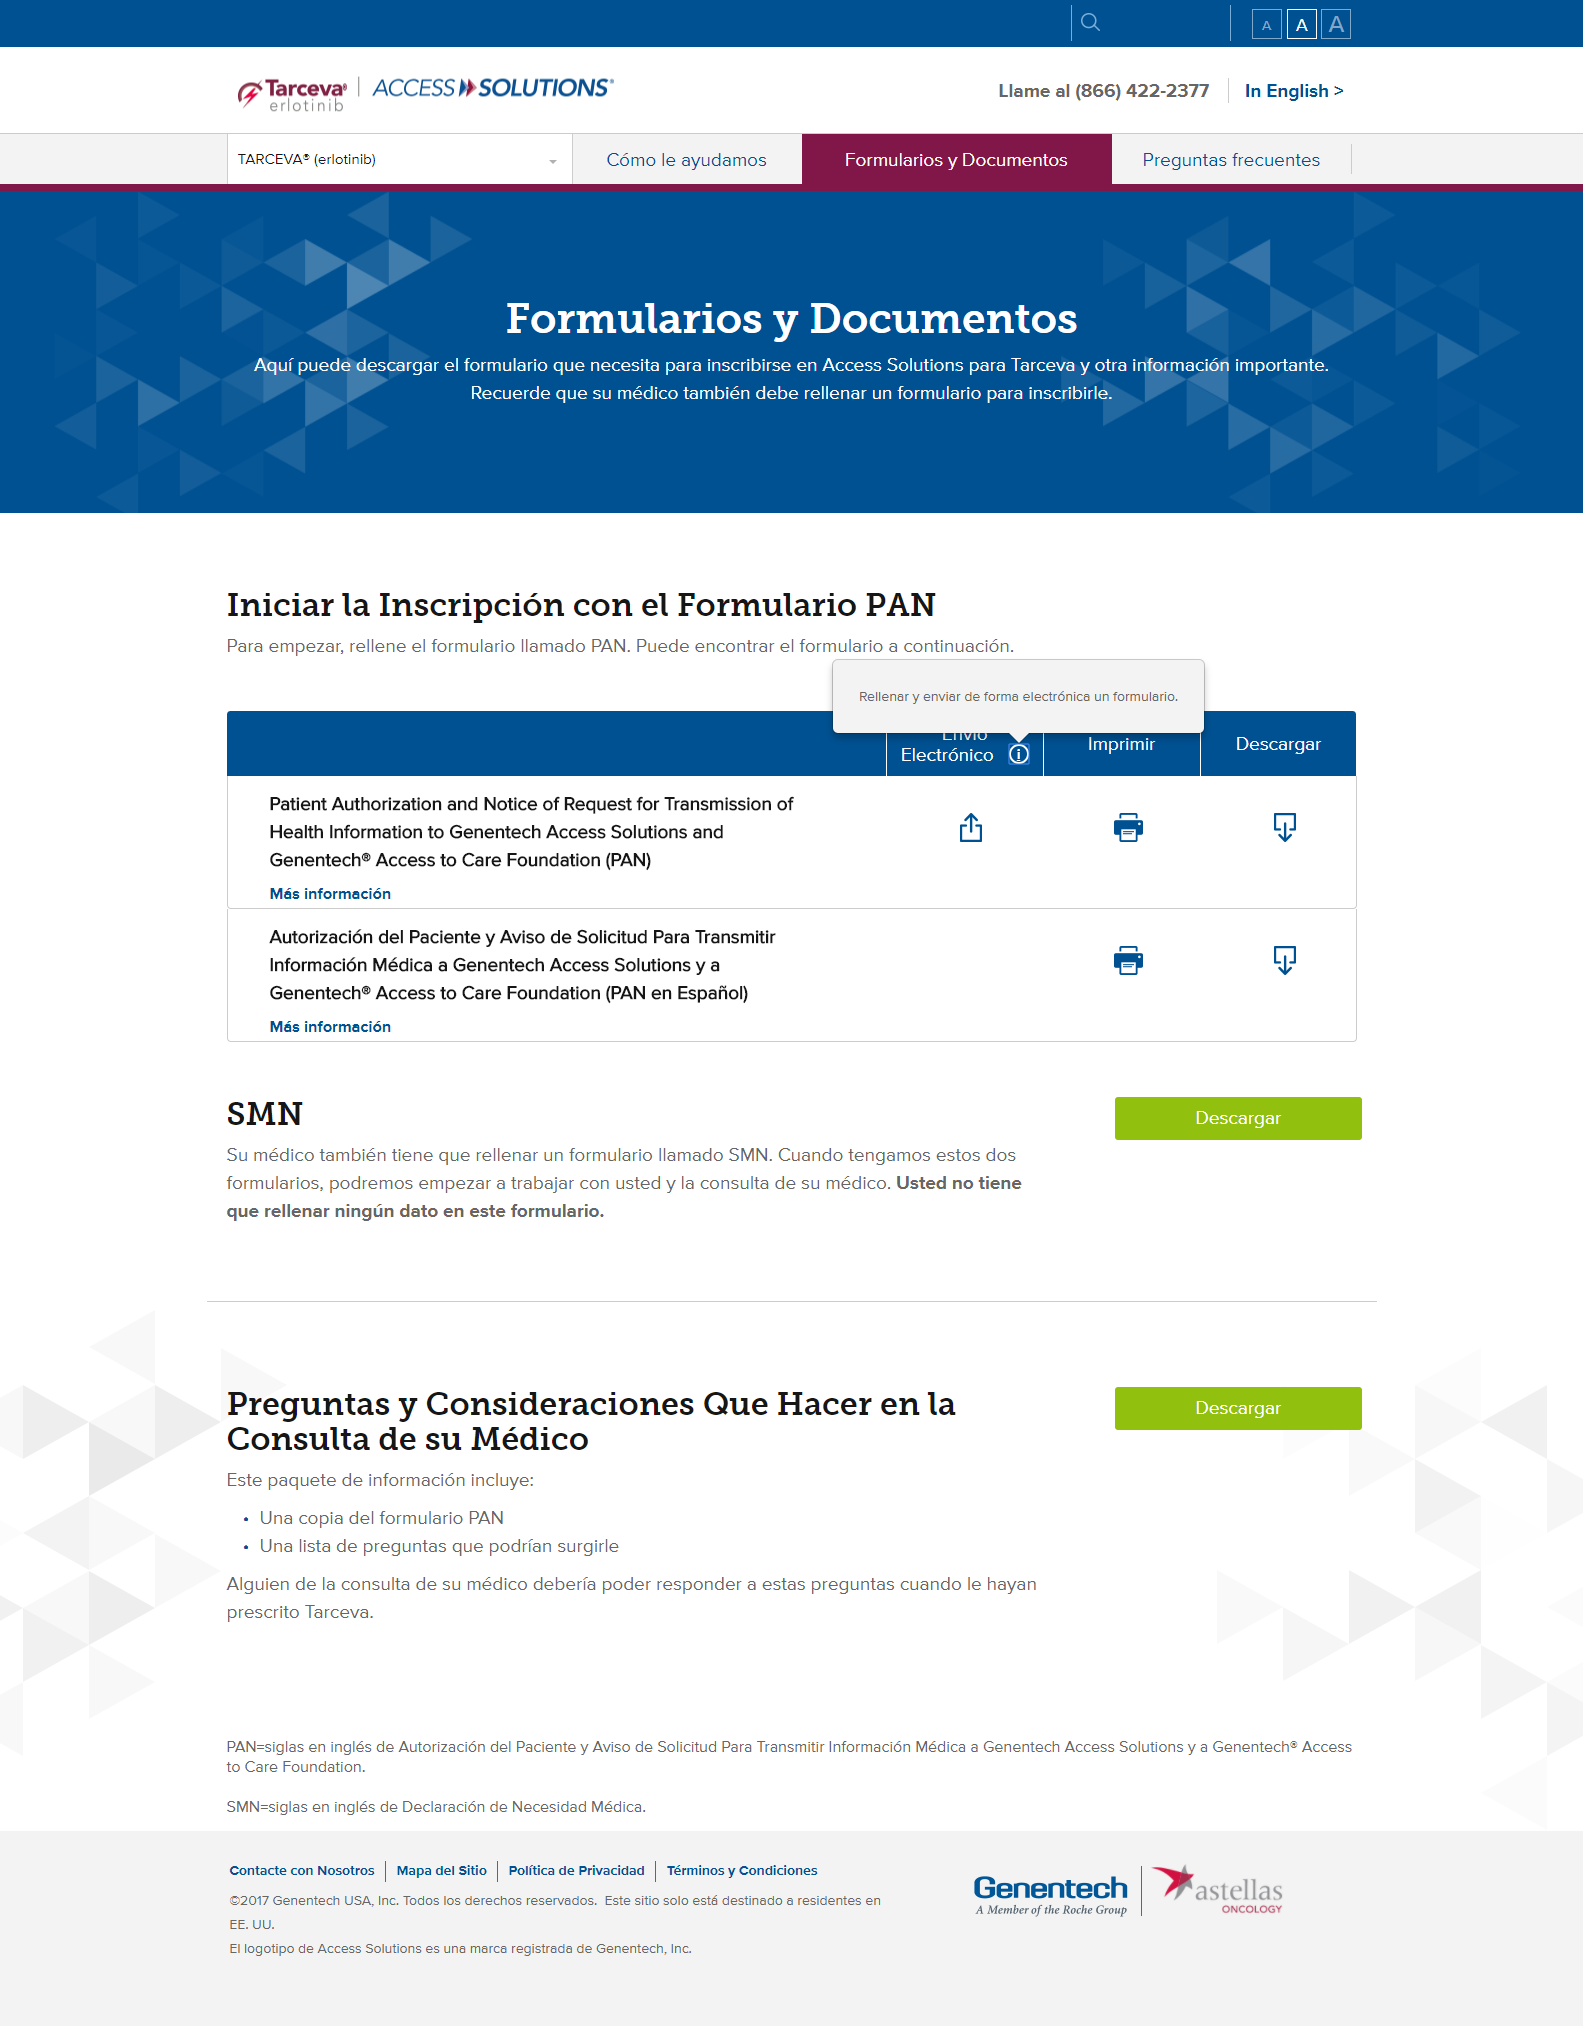 A A A
Tarceva® erlotinib | ACCESS SOLUTIONS®
Llame al (866) 422-2377
In English >
TARCEVA® (erlotinib)
Cómo le ayudamos
Formularios y Documentos
Preguntas frecuentes
Formularios y Documentos
Aquí puede descargar el formulario que necesita para inscribirse en Access Solutions para Tarceva y otra información importante.
Recuerde que su médico también debe rellenar un formulario para inscribirle.
Iniciar la Inscripción con el Formulario PAN
Para empezar, rellene el formulario llamado PAN. Puede encontrar el formulario a continuación.
Rellenar y enviar de forma electrónica un formulario.
Envío
Electrónico
Imprimir
Descargar
Patient Authorization and Notice of Request for Transmission of
Health Information to Genentech Access Solutions and
Genentech® Access to Care Foundation (PAN)
Más información
Autorización del Paciente y Aviso de Solicitud Para Transmitir
Información Médica a Genentech Access Solutions y a
Genentech® Access to Care Foundation (PAN en Español)
Más información
SMN
Descargar
Su médico también tiene que rellenar un formulario llamado SMN. Cuando tengamos estos dos
formularios, podremos empezar a trabajar con usted y la consulta de su médico. Usted no tiene
que rellenar ningún dato en este formulario.
Preguntas y Consideraciones Que Hacer en la
Consulta de su Médico
Descargar
Este paquete de información incluye:
• Una copia del formulario PAN
• Una lista de preguntas que podrían surgirle
Alguien de la consulta de su médico debería poder responder a estas preguntas cuando le hayan
prescrito Tarceva.
PAN=siglas en inglés de Autorización del Paciente y Aviso de Solicitud Para Transmitir Información Médica a Genentech Access Solutions y a Genentech® Access
to Care Foundation.
SMN=siglas en inglés de Declaración de Necesidad Médica.
Contacte con Nosotros | Mapa del Sitio | Política de Privacidad | Términos y Condiciones
©2017 Genentech USA, Inc. Todos los derechos reservados. Este sitio solo está destinado a residentes en
EE. UU.
El logotipo de Access Solutions es una marca registrada de Genentech, Inc.
Genentech
A Member of the Roche Group
astellas
ONCOLOGY